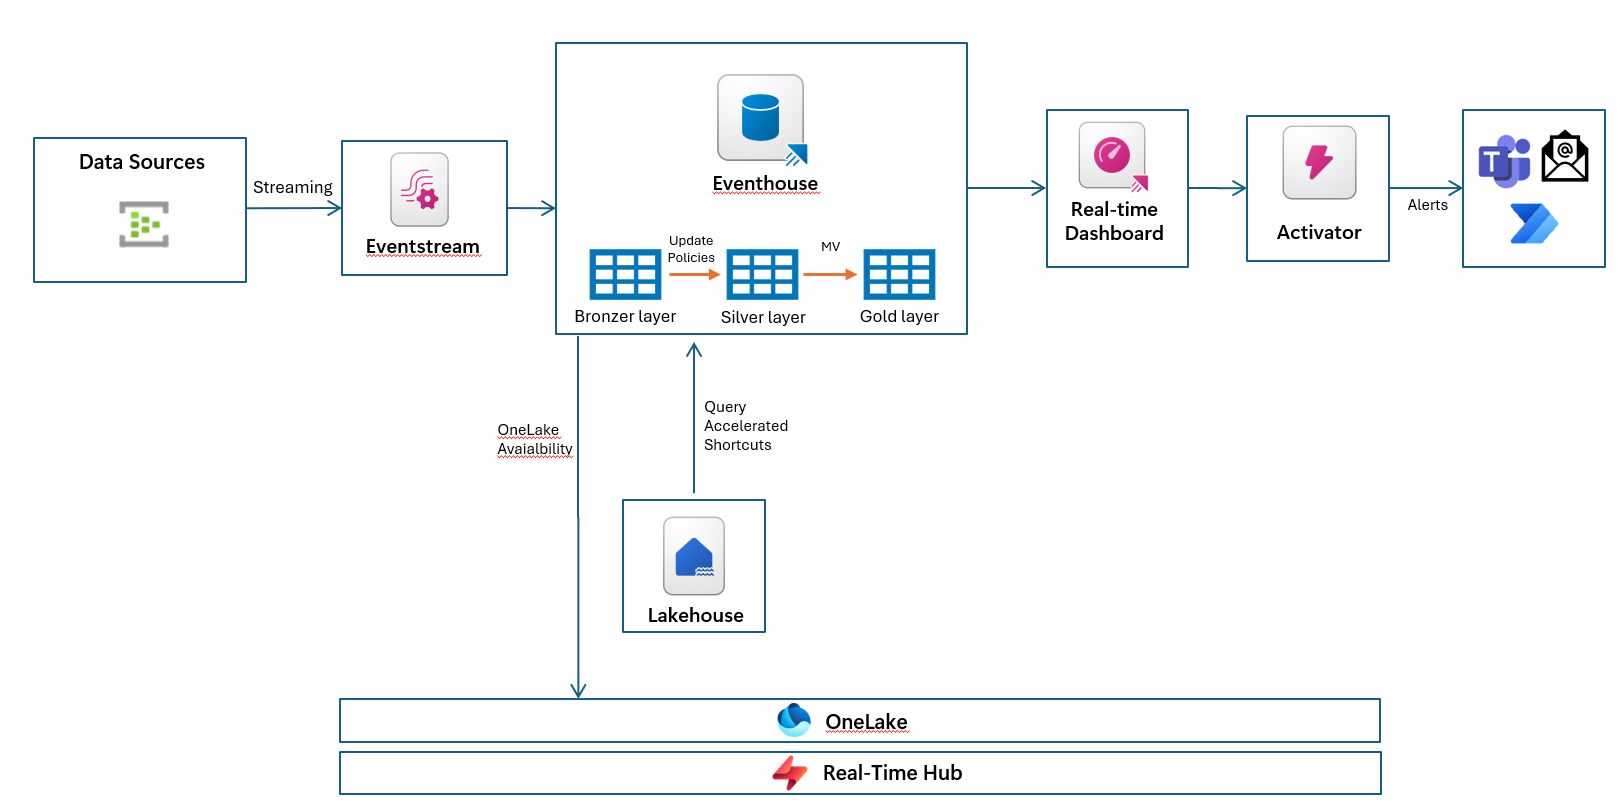 Data Sources
Streaming
Eventstream
Eventhouse
Update
Policies
MV
Bronzer layer
Silver layer
Gold layer
Real-time
Dashboard
Activator
Alerts
T
@
OneLake
Avaialbility
Query
Accelerated
Shortcuts
Lakehouse
OneLake
Real-Time Hub